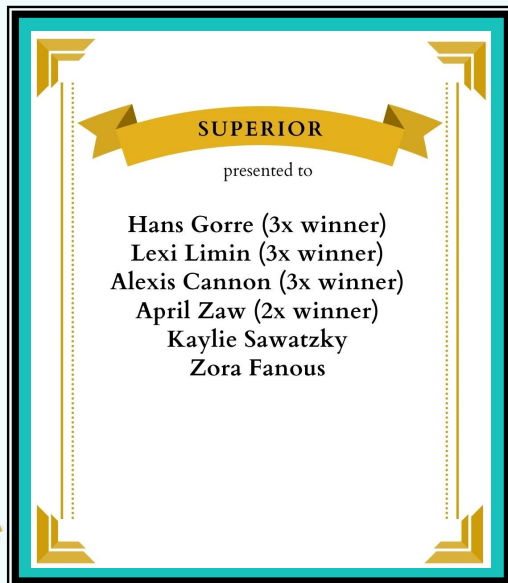 SUPERIOR
presented to
Hans Gorre (3x winner)
Lexi Limin (3x winner)
Alexis Cannon (3x winner)
April Zaw (2x winner)
Kaylie Sawatzky
Zora Fanous